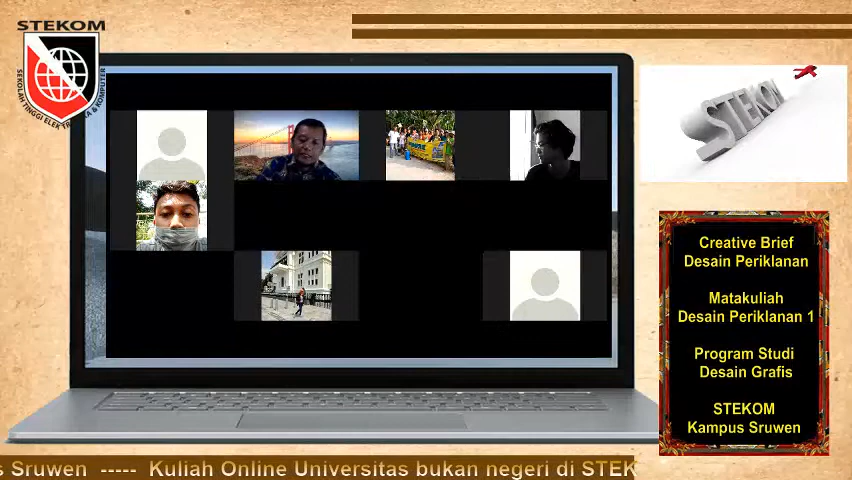 STEKOM
SEKOLAH TINGGI ELEKTRONIKA & KOMPUTER
STEKOM
Creative Brief
Desain Periklanan
Matakuliah
Desain Periklanan 1
Program Studi
Desain Grafis
STEKOM
Kampus Sruwen
s Sruwen ----- Kuliah Online Universitas bukan negeri di STEK